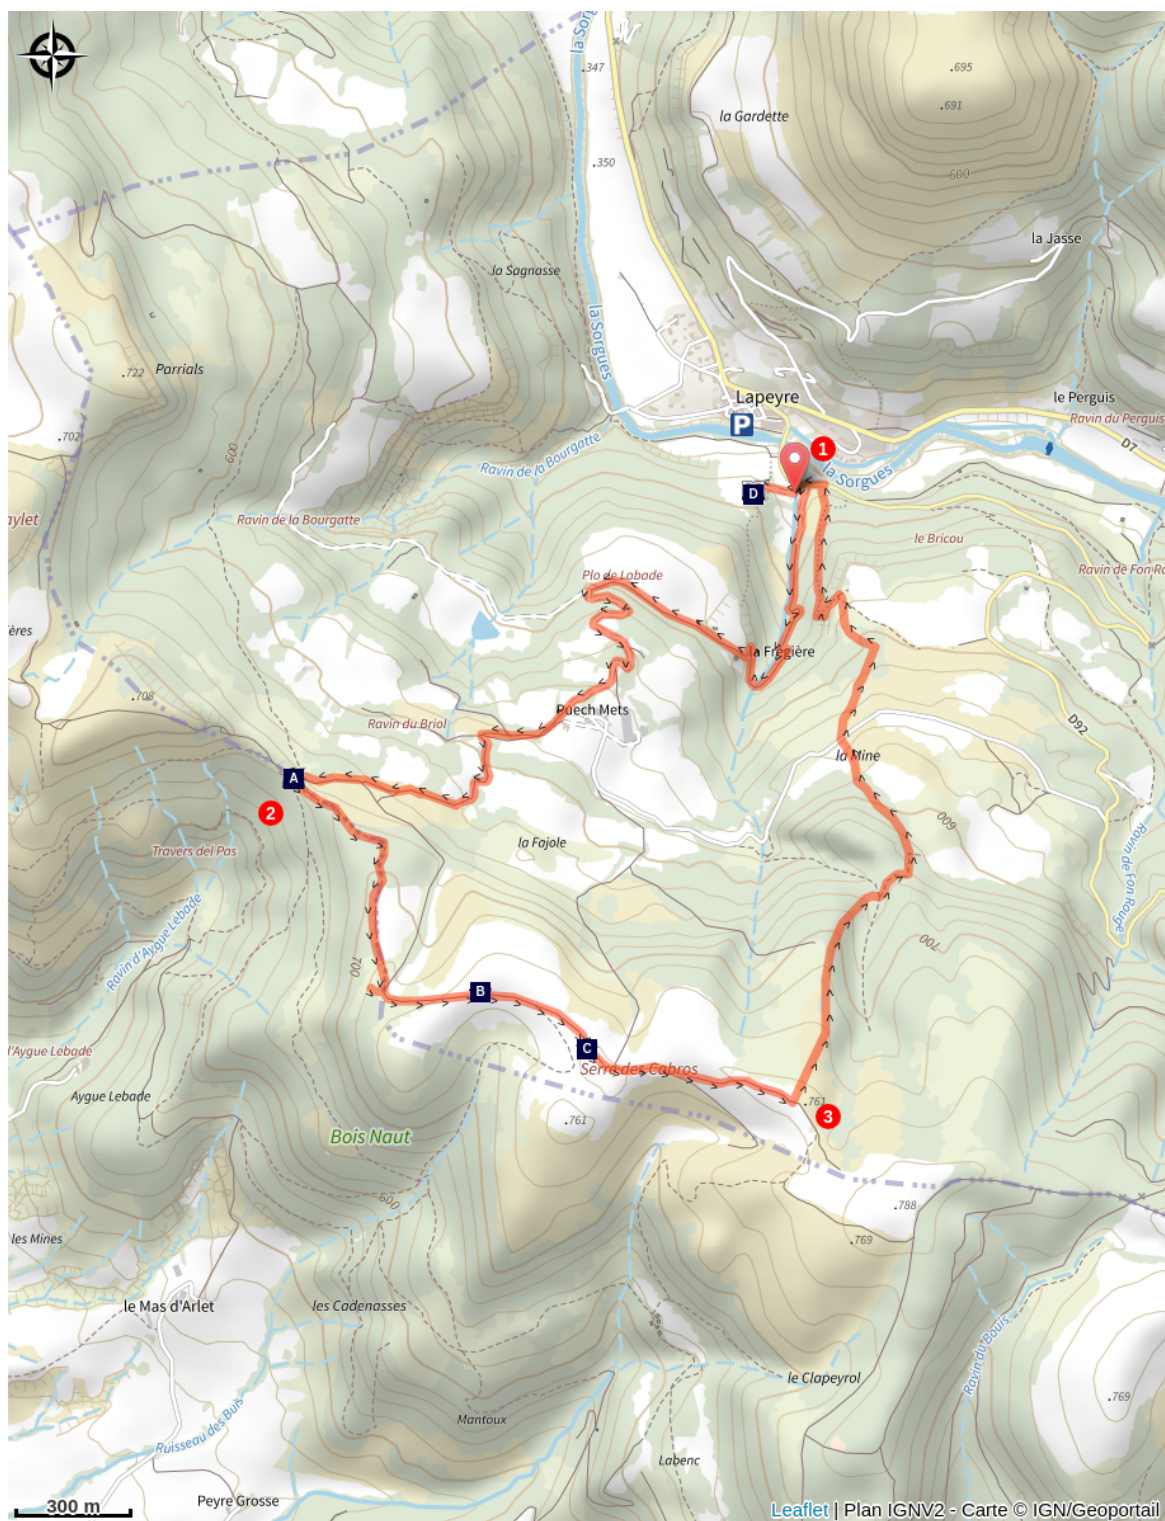 la Sor
.347
.695
.691
la Gardette
.350
600
la Jasse
la Sagnasse
la Sorgues
.722
Parrials
Lapeyre
le Perguis
Ravin du Perguis
P
.702
600
D7
1
Ravin de la Bourgatte
la Sorgues
D
aylet
Ravin de la Bourgatte
le Bricou
Plo de Labade
Ravin de Fon Ro
ères
la Frégière
.708
Puech Mets
Ravin du Briol
D92
la Mine
A
2
600
la Fajole
Travers del Pas
Ravin de Fon Rouge
Ravin d'Aygue Lébade
700
700
B
C
l'Aygue Lebade
Serre des Cabros
Aygue Lebade
.761
3
.761
Bois Naut
600
.788
les Mines
.769
le Mas d'Arlet
les Cadenasses
Ravin du Bouis
le Clapeyrol
.769
Ruisseau des Buis
Mantoux
Labenc
Peyre Grosse
300 m
Leaflet | Plan IGNV2 - Carte © IGN/Geoportail